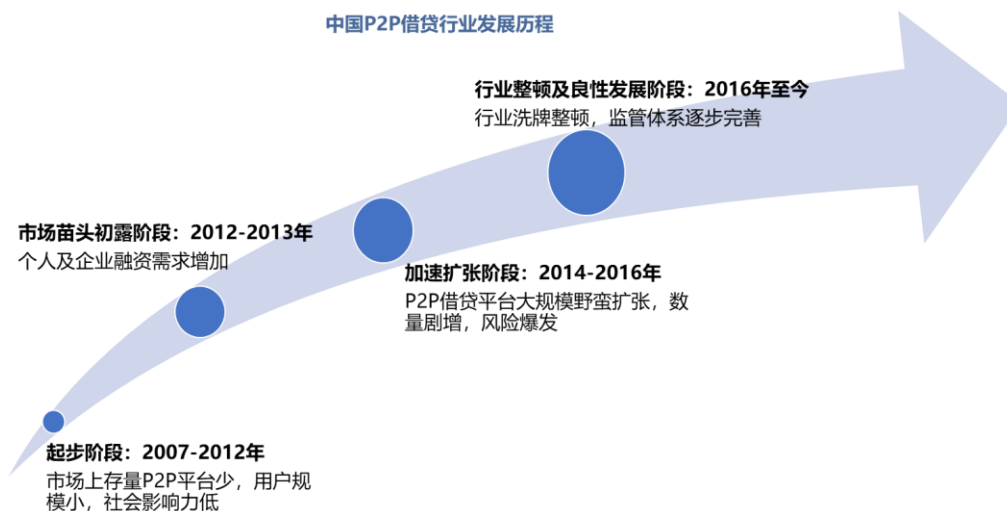 中国P2P借贷行业发展历程
行业整顿及良性发展阶段：2016年至今
行业洗牌整顿，监管体系逐步完善
市场苗头初露阶段：2012-2013年
个人及企业融资需求增加
加速扩张阶段：2014-2016年
P2P借贷平台大规模野蛮扩张，数
量剧增，风险爆发
起步阶段：2007-2012年
市场上存量P2P平台少，用户规
模小，社会影响力低